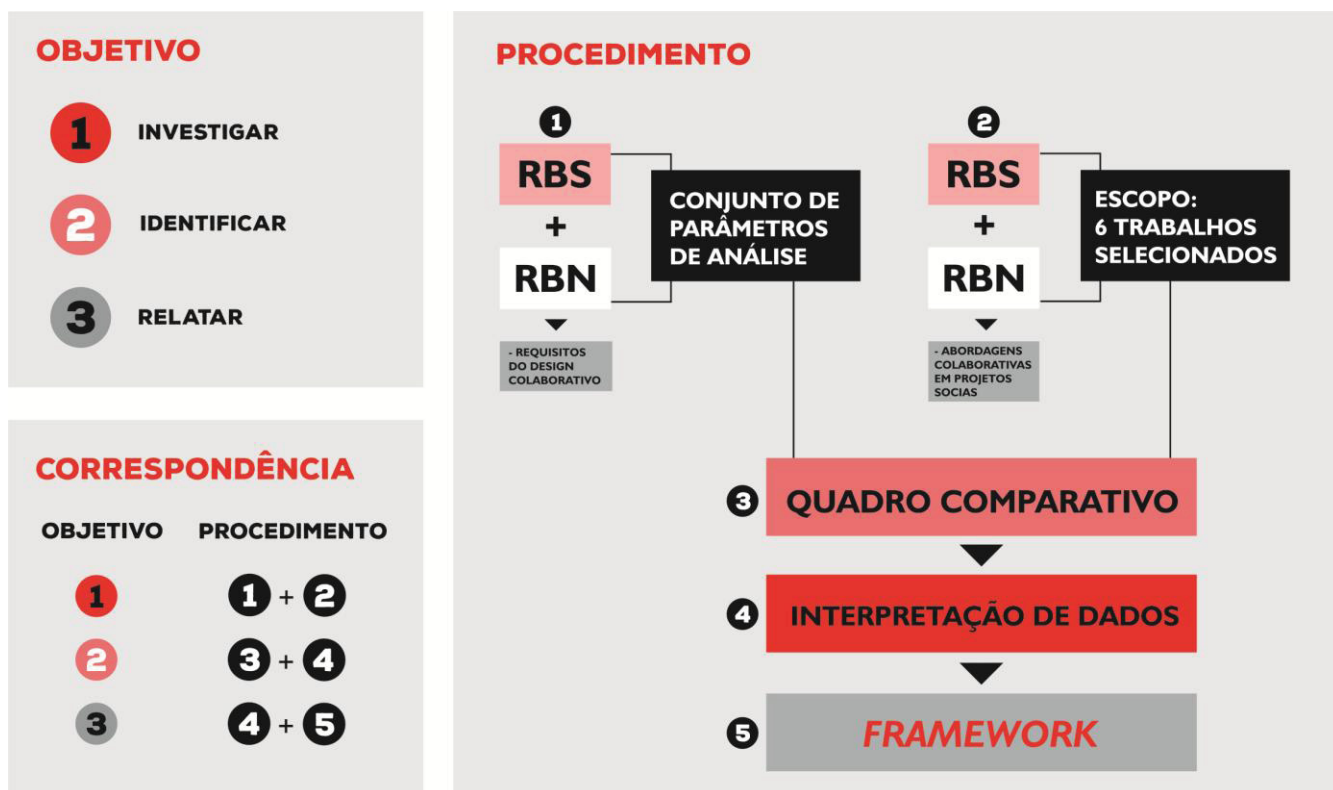 OBJETIVO
1 INVESTIGAR
2 IDENTIFICAR
3 RELATAR
CORRESPONDÊNCIA
OBJETIVO PROCEDIMENTO
1 1 + 2
2 3 + 4
3 4 + 5
PROCEDIMENTO
1
RBS
+
RBN
- REQUISITOS
DO DESIGN
COLABORATIVO
CONJUNTO DE
PARÂMETROS
DE ANÁLISE
2
RBS
+
RBN
- ABORDAGENS
COLABORATIVAS
EM PROJETOS
SOCIAS
ESCOPO:
6 TRABALHOS
SELECIONADOS
3 QUADRO COMPARATIVO
4 INTERPRETAÇÃO DE DADOS
5 FRAMEWORK